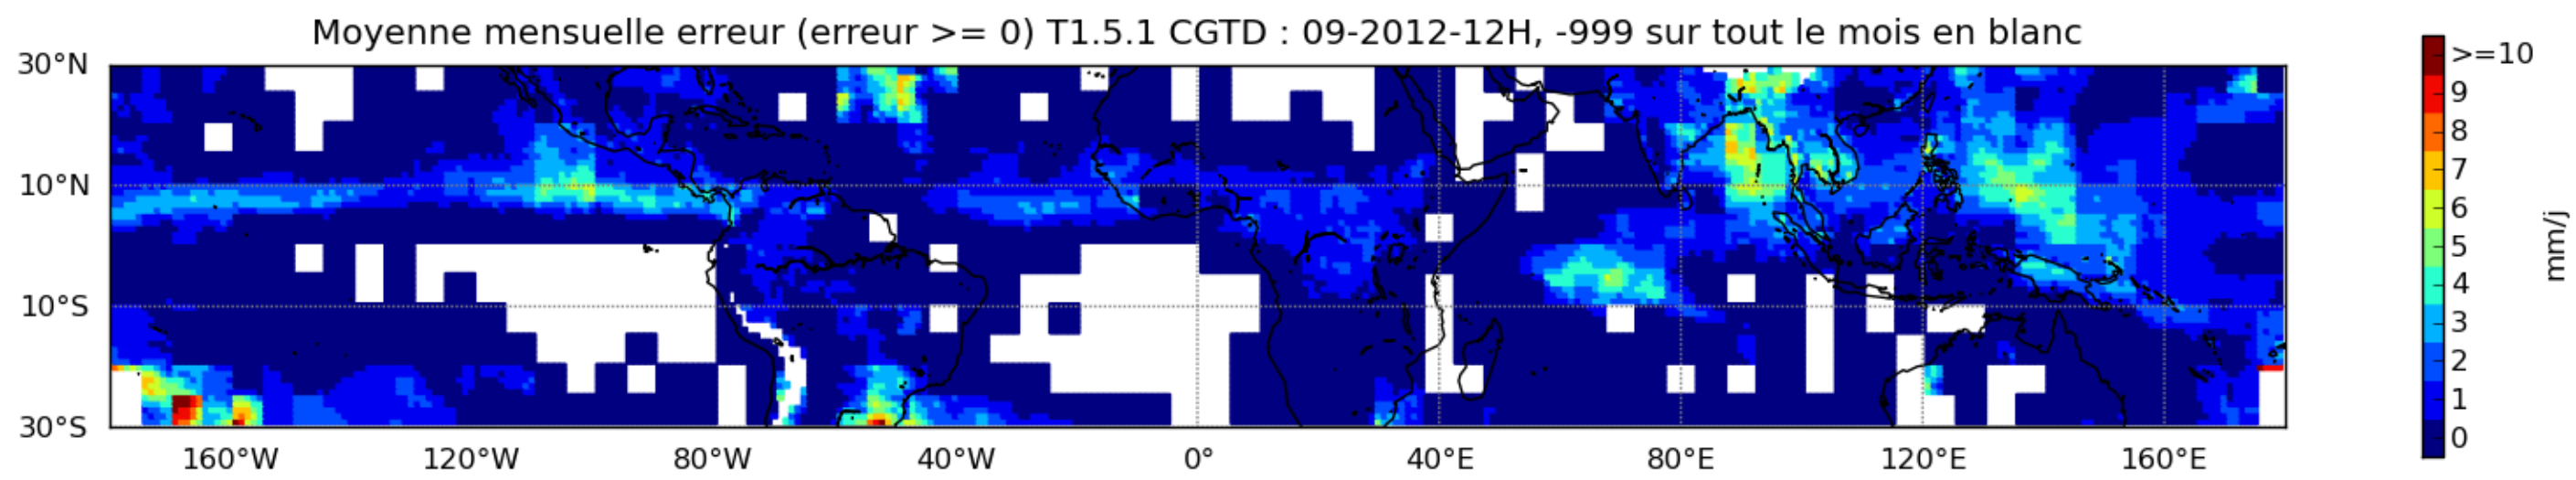 Moyenne mensuelle erreur (erreur >= 0) T1.5.1 CGTD : 09-2012-12H, -999 sur tout le mois en blanc
30°N
10°N
10°S
30°S
160°W 120°W 80°W 40°W 0° 40°E 80°E 120°E 160°E
>=10
9
8
7
6
5
4
3
2
1
0
mm/j